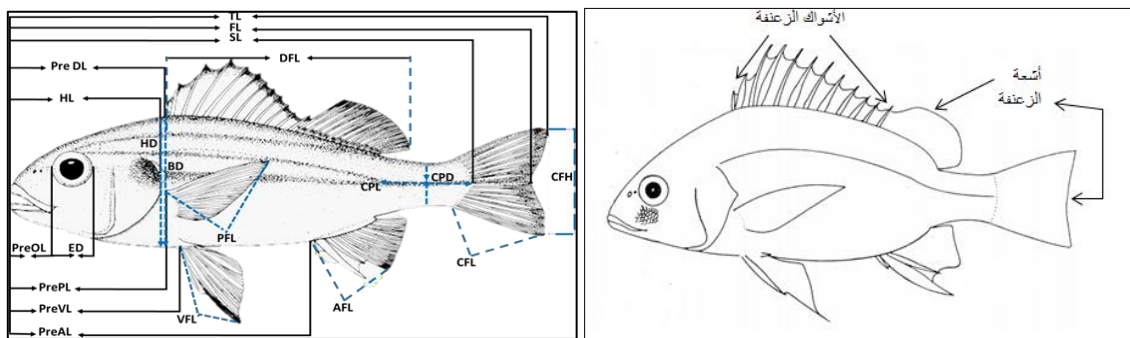 TL
FL
SL
Pre DL
DFL
HL
HD
BD
CPL
CPD
CFH
PFL
PreOL
ED
CFL
PrePL
PreVL
VFL
AFL
PreAL
الأشواك الزعنفة
أشعة
الزعنفة